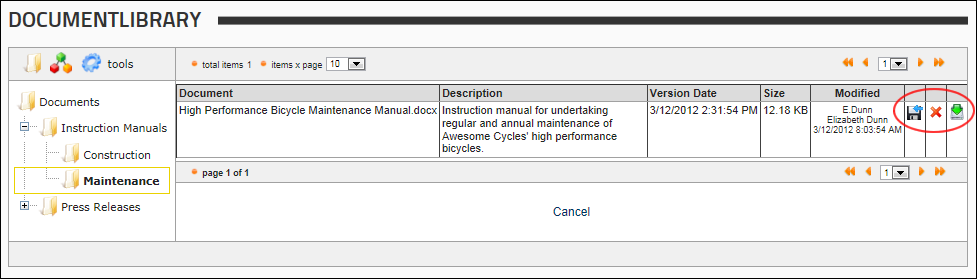 DOCUMENTLIBRARY
tools
total items 1 items x page 10
1
Documents
Instruction Manuals
Construction
Maintenance
Press Releases
Document Description Version Date Size Modified
High Performance Bicycle Maintenance Manual.docx Instruction manual for undertaking 3/12/2012 2:31:54 PM 12.18 KB E.Dunn
regular and annual maintenance of Elizabeth Dunn
Awesome Cycles' high performance 3/12/2012 8:03:54 AM
bicycles.
page 1 of 1 1
Cancel